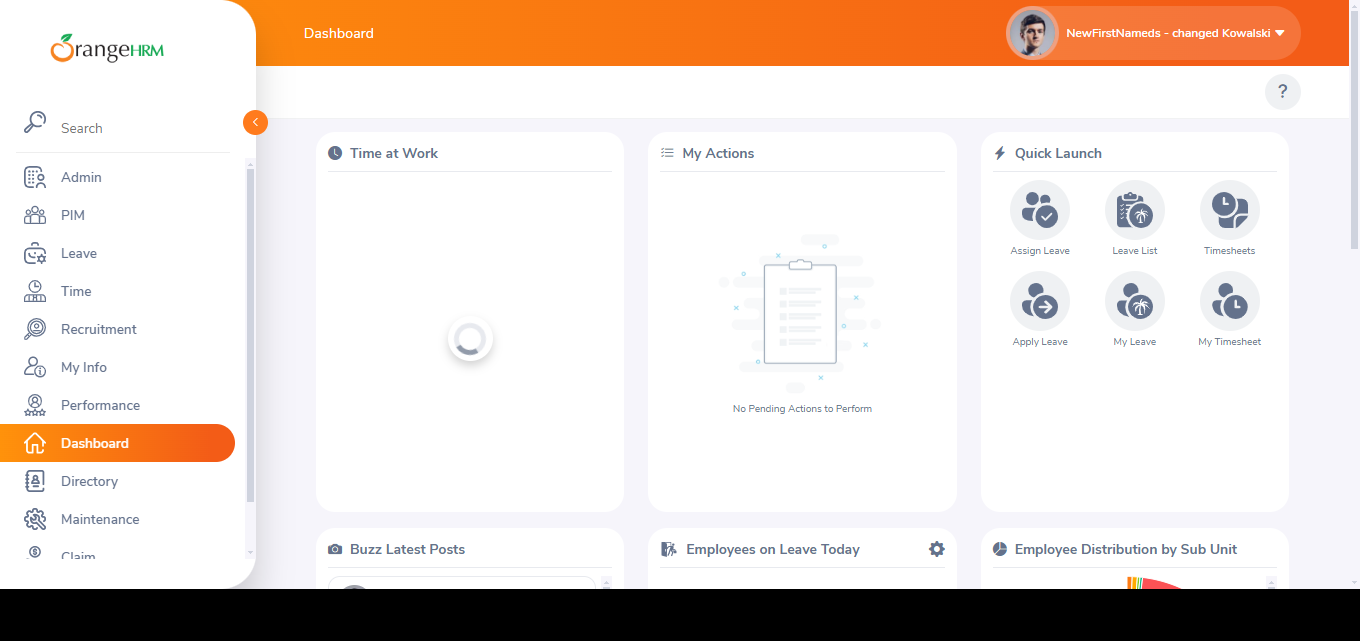 OrangeHRM
Dashboard
NewFirstNameds - changed Kowalski
?
Search
Admin
PIM
Leave
Time
Recruitment
My Info
Performance
Dashboard
Directory
Maintenance
Claim
Time at Work
My Actions
No Pending Actions to Perform
Quick Launch
Assign Leave
Leave List
Timesheets
Apply Leave
My Leave
My Timesheet
Buzz Latest Posts
Employees on Leave Today
Employee Distribution by Sub Unit